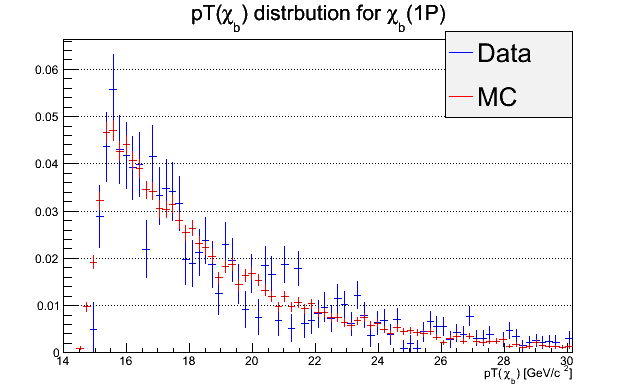 pT(χb) distrbution for χb(1P)
Data
MC
0.06
0.05
0.04
0.03
0.02
0.01
0
14 16 18 20 22 24 26 28 30
pT(χb) [GeV/c²]